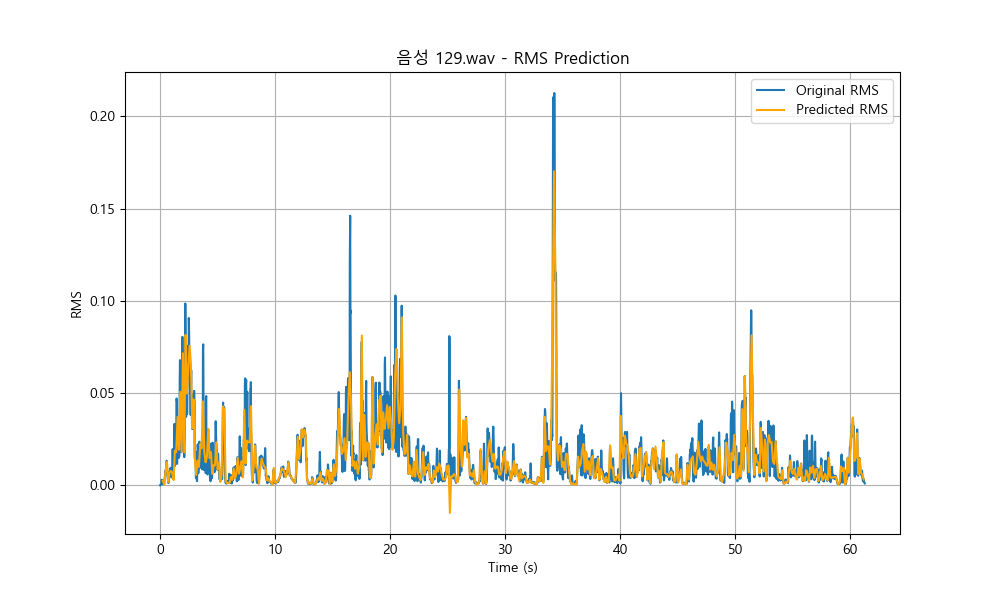 음성 129.wav - RMS Prediction
Original RMS
Predicted RMS
0.20
0.15
0.10
0.05
0.00
RMS
0 10 20 30 40 50 60
Time (s)